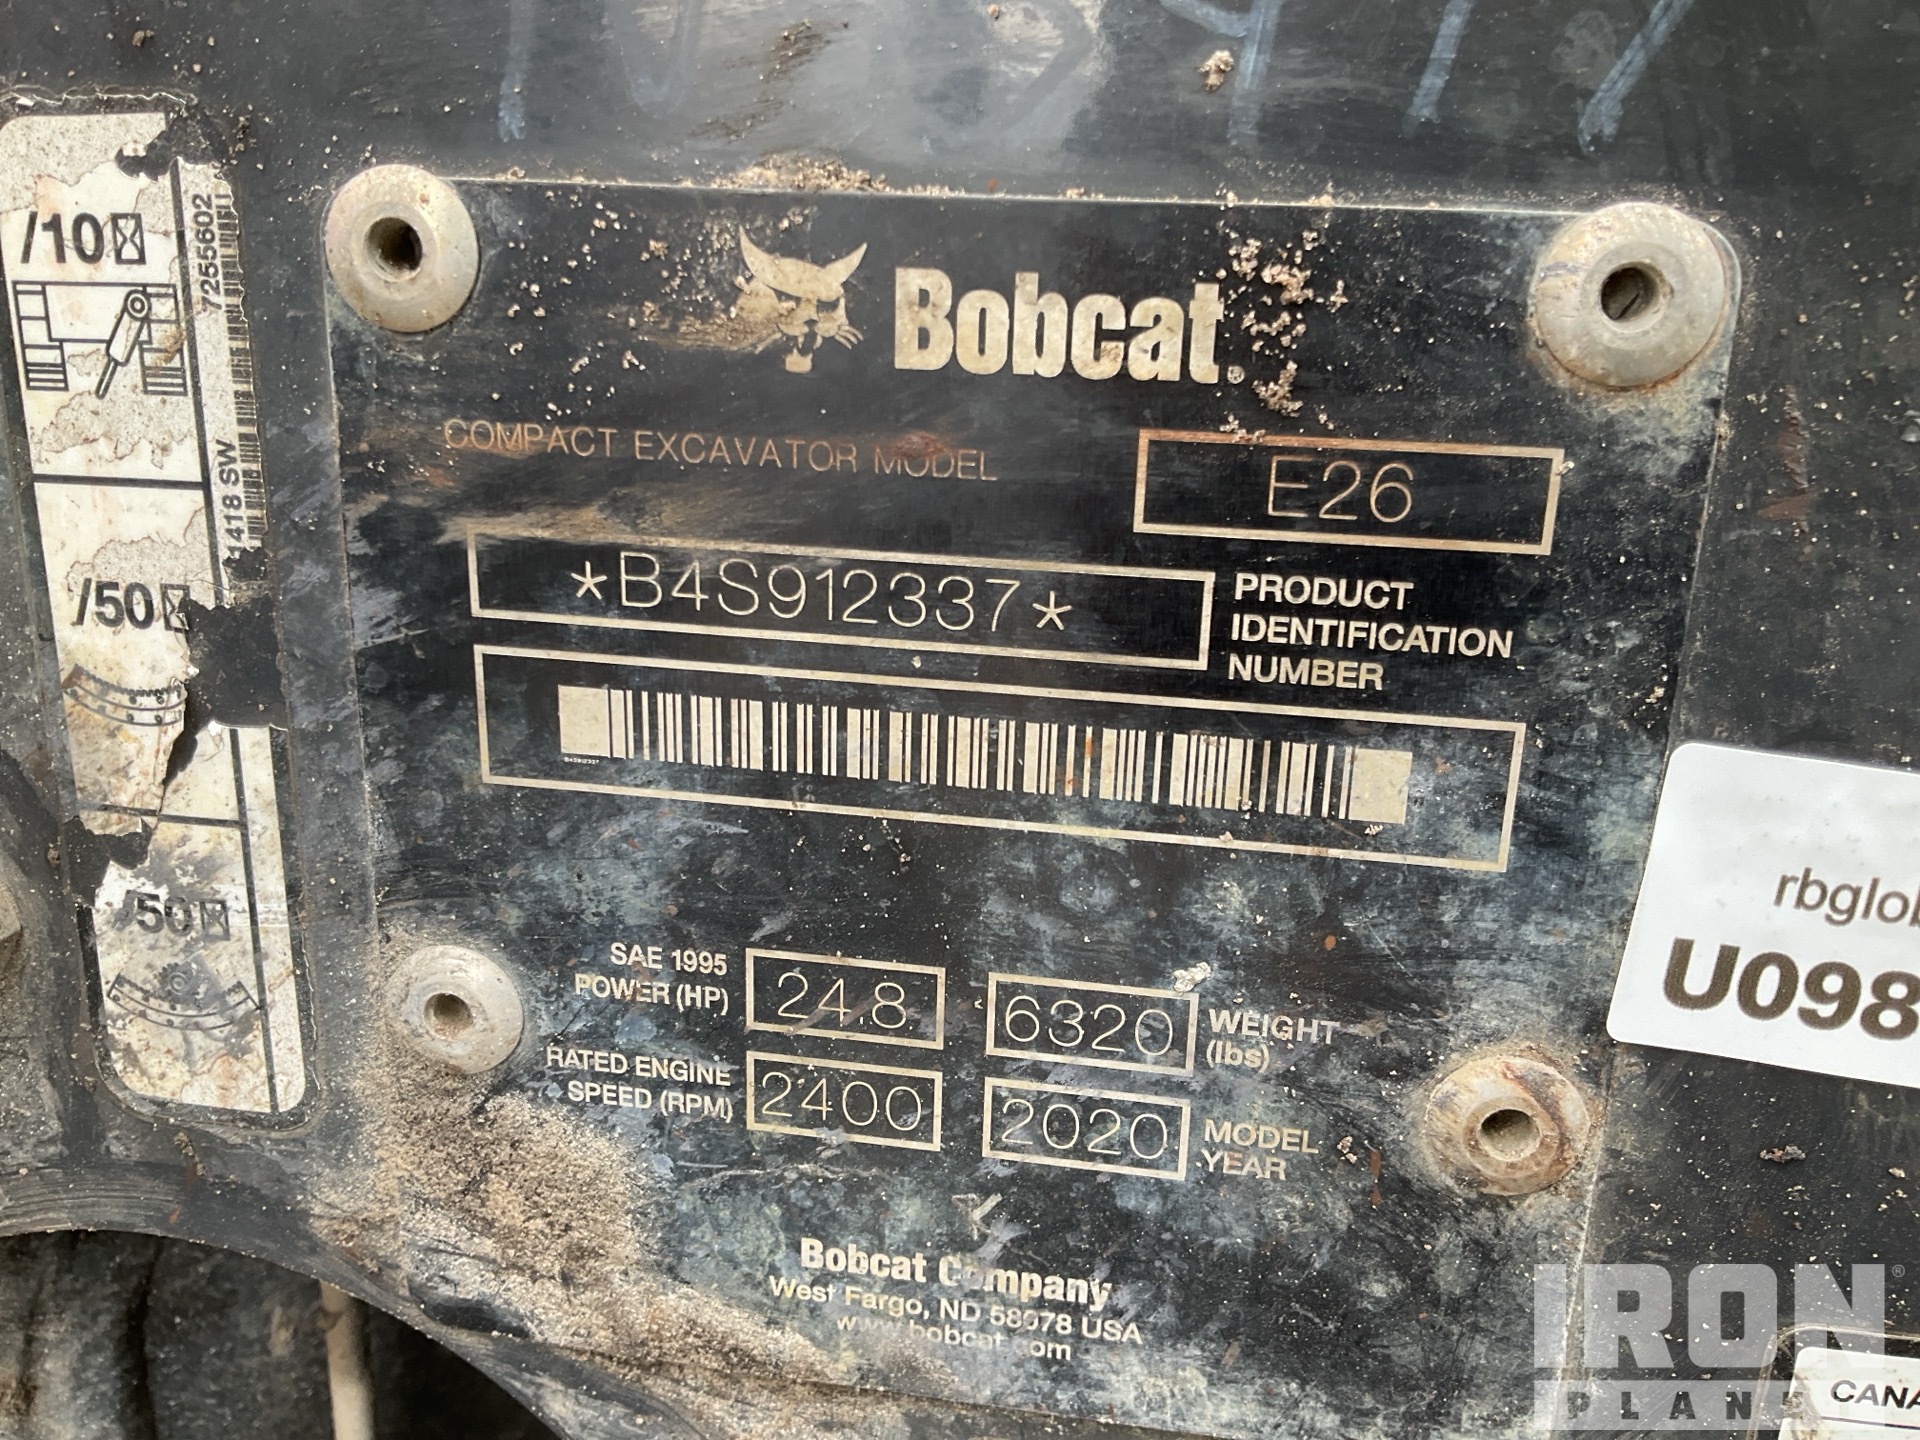 /10
7255602
1418 SW
/50
/50
Bobcat®
COMPACT EXCAVATOR MODEL
E26
*B4S912337*
PRODUCT
IDENTIFICATION
NUMBER
B4S912337
SAE 1995
POWER (HP)
24.8
6320
WEIGHT
(lbs)
RATED ENGINE
SPEED (RPM)
2400
2020
MODEL
YEAR
Bobcat Company
West Fargo, ND 58078 USA
www.bobcat.com
rbglob
U098
IRON®
PLANET
CANA